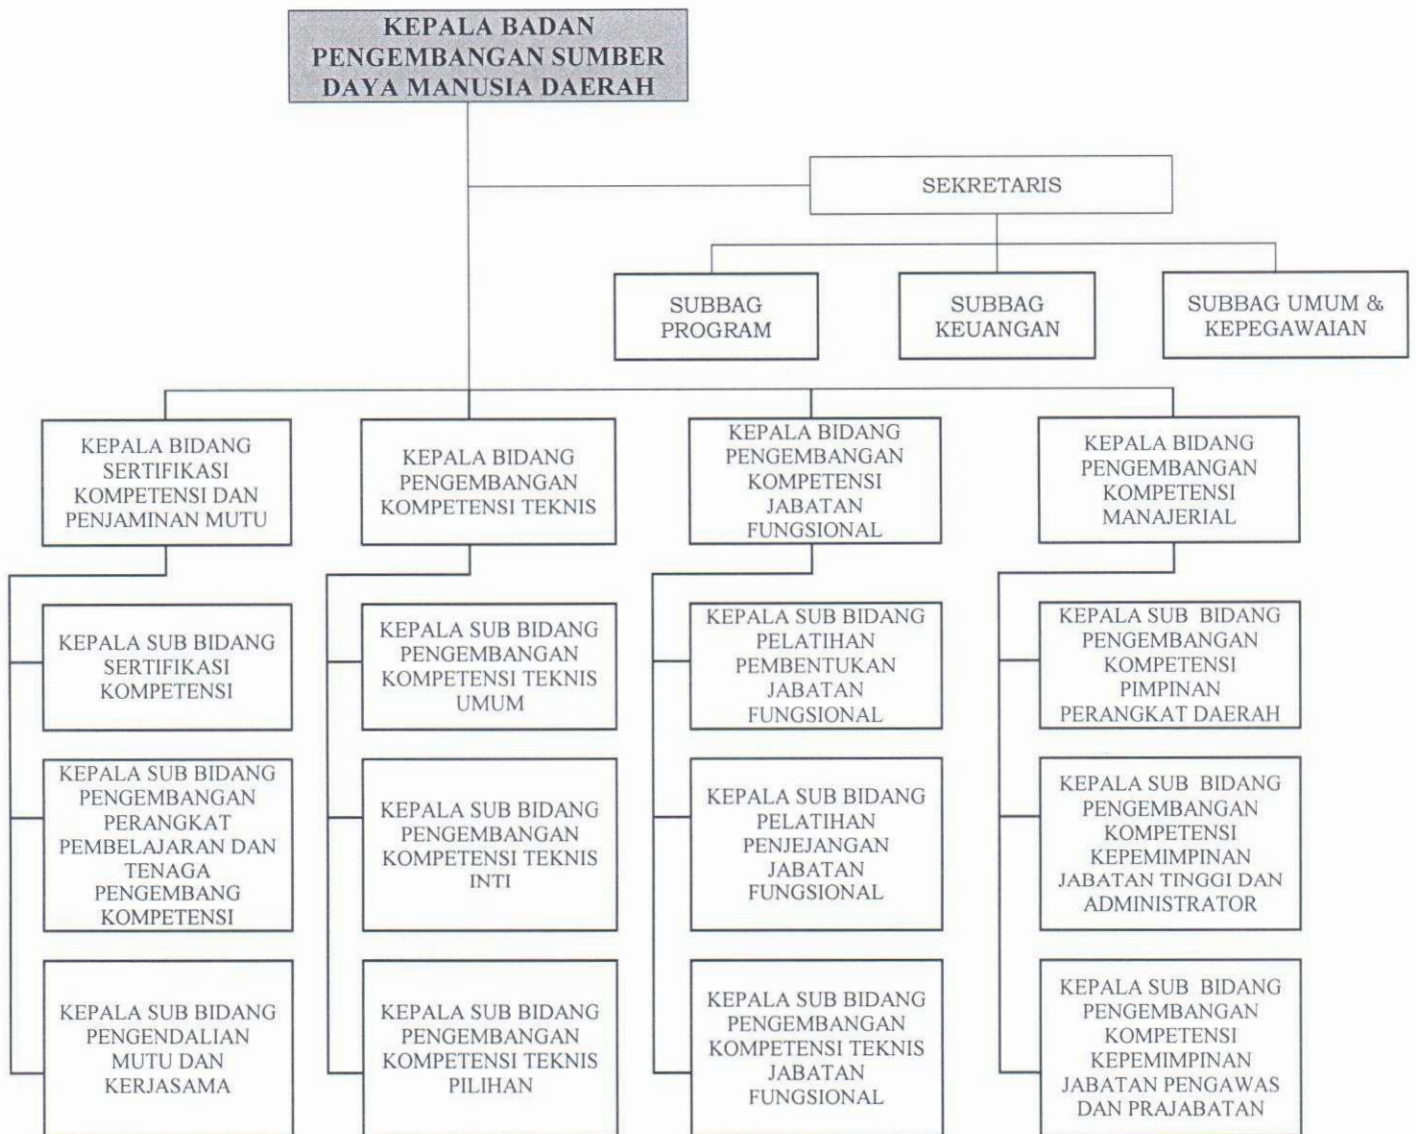 KEPALA BADAN
PENGEMBANGAN SUMBER
DAYA MANUSIA DAERAH
SEKRETARIS
SUBBAG
PROGRAM
SUBBAG
KEUANGAN
SUBBAG UMUM &
KEPEGAWAIAN
KEPALA BIDANG
SERTIFIKASI
KOMPETENSI DAN
PENJAMINAN MUTU
KEPALA BIDANG
PENGEMBANGAN
KOMPETENSI TEKNIS
KEPALA BIDANG
PENGEMBANGAN
KOMPETENSI
JABATAN
FUNGSIONAL
KEPALA BIDANG
PENGEMBANGAN
KOMPETENSI
MANAJERIAL
KEPALA SUB BIDANG
SERTIFIKASI
KOMPETENSI
KEPALA SUB BIDANG
PENGEMBANGAN
KOMPETENSI TEKNIS
UMUM
KEPALA SUB BIDANG
PELATIHAN
PEMBENTUKAN
JABATAN
FUNGSIONAL
KEPALA SUB BIDANG
PENGEMBANGAN
KOMPETENSI
PIMPINAN
PERANGKAT DAERAH
KEPALA SUB BIDANG
PENGEMBANGAN
PERANGKAT
PEMBELAJARAN DAN
TENAGA
PENGEMBANG
KOMPETENSI
KEPALA SUB BIDANG
PENGEMBANGAN
KOMPETENSI TEKNIS
INTI
KEPALA SUB BIDANG
PELATIHAN
PENJEJANGAN
JABATAN
FUNGSIONAL
KEPALA SUB BIDANG
PENGEMBANGAN
KOMPETENSI
KEPEMIMPINAN
JABATAN TINGGI DAN
ADMINISTRATOR
KEPALA SUB BIDANG
PENGENDALIAN
MUTU DAN
KERJASAMA
KEPALA SUB BIDANG
PENGEMBANGAN
KOMPETENSI TEKNIS
PILIHAN
KEPALA SUB BIDANG
PENGEMBANGAN
KOMPETENSI TEKNIS
JABATAN
FUNGSIONAL
KEPALA SUB BIDANG
PENGEMBANGAN
KOMPETENSI
KEPEMIMPINAN
JABATAN PENGAWAS
DAN PRAJABATAN